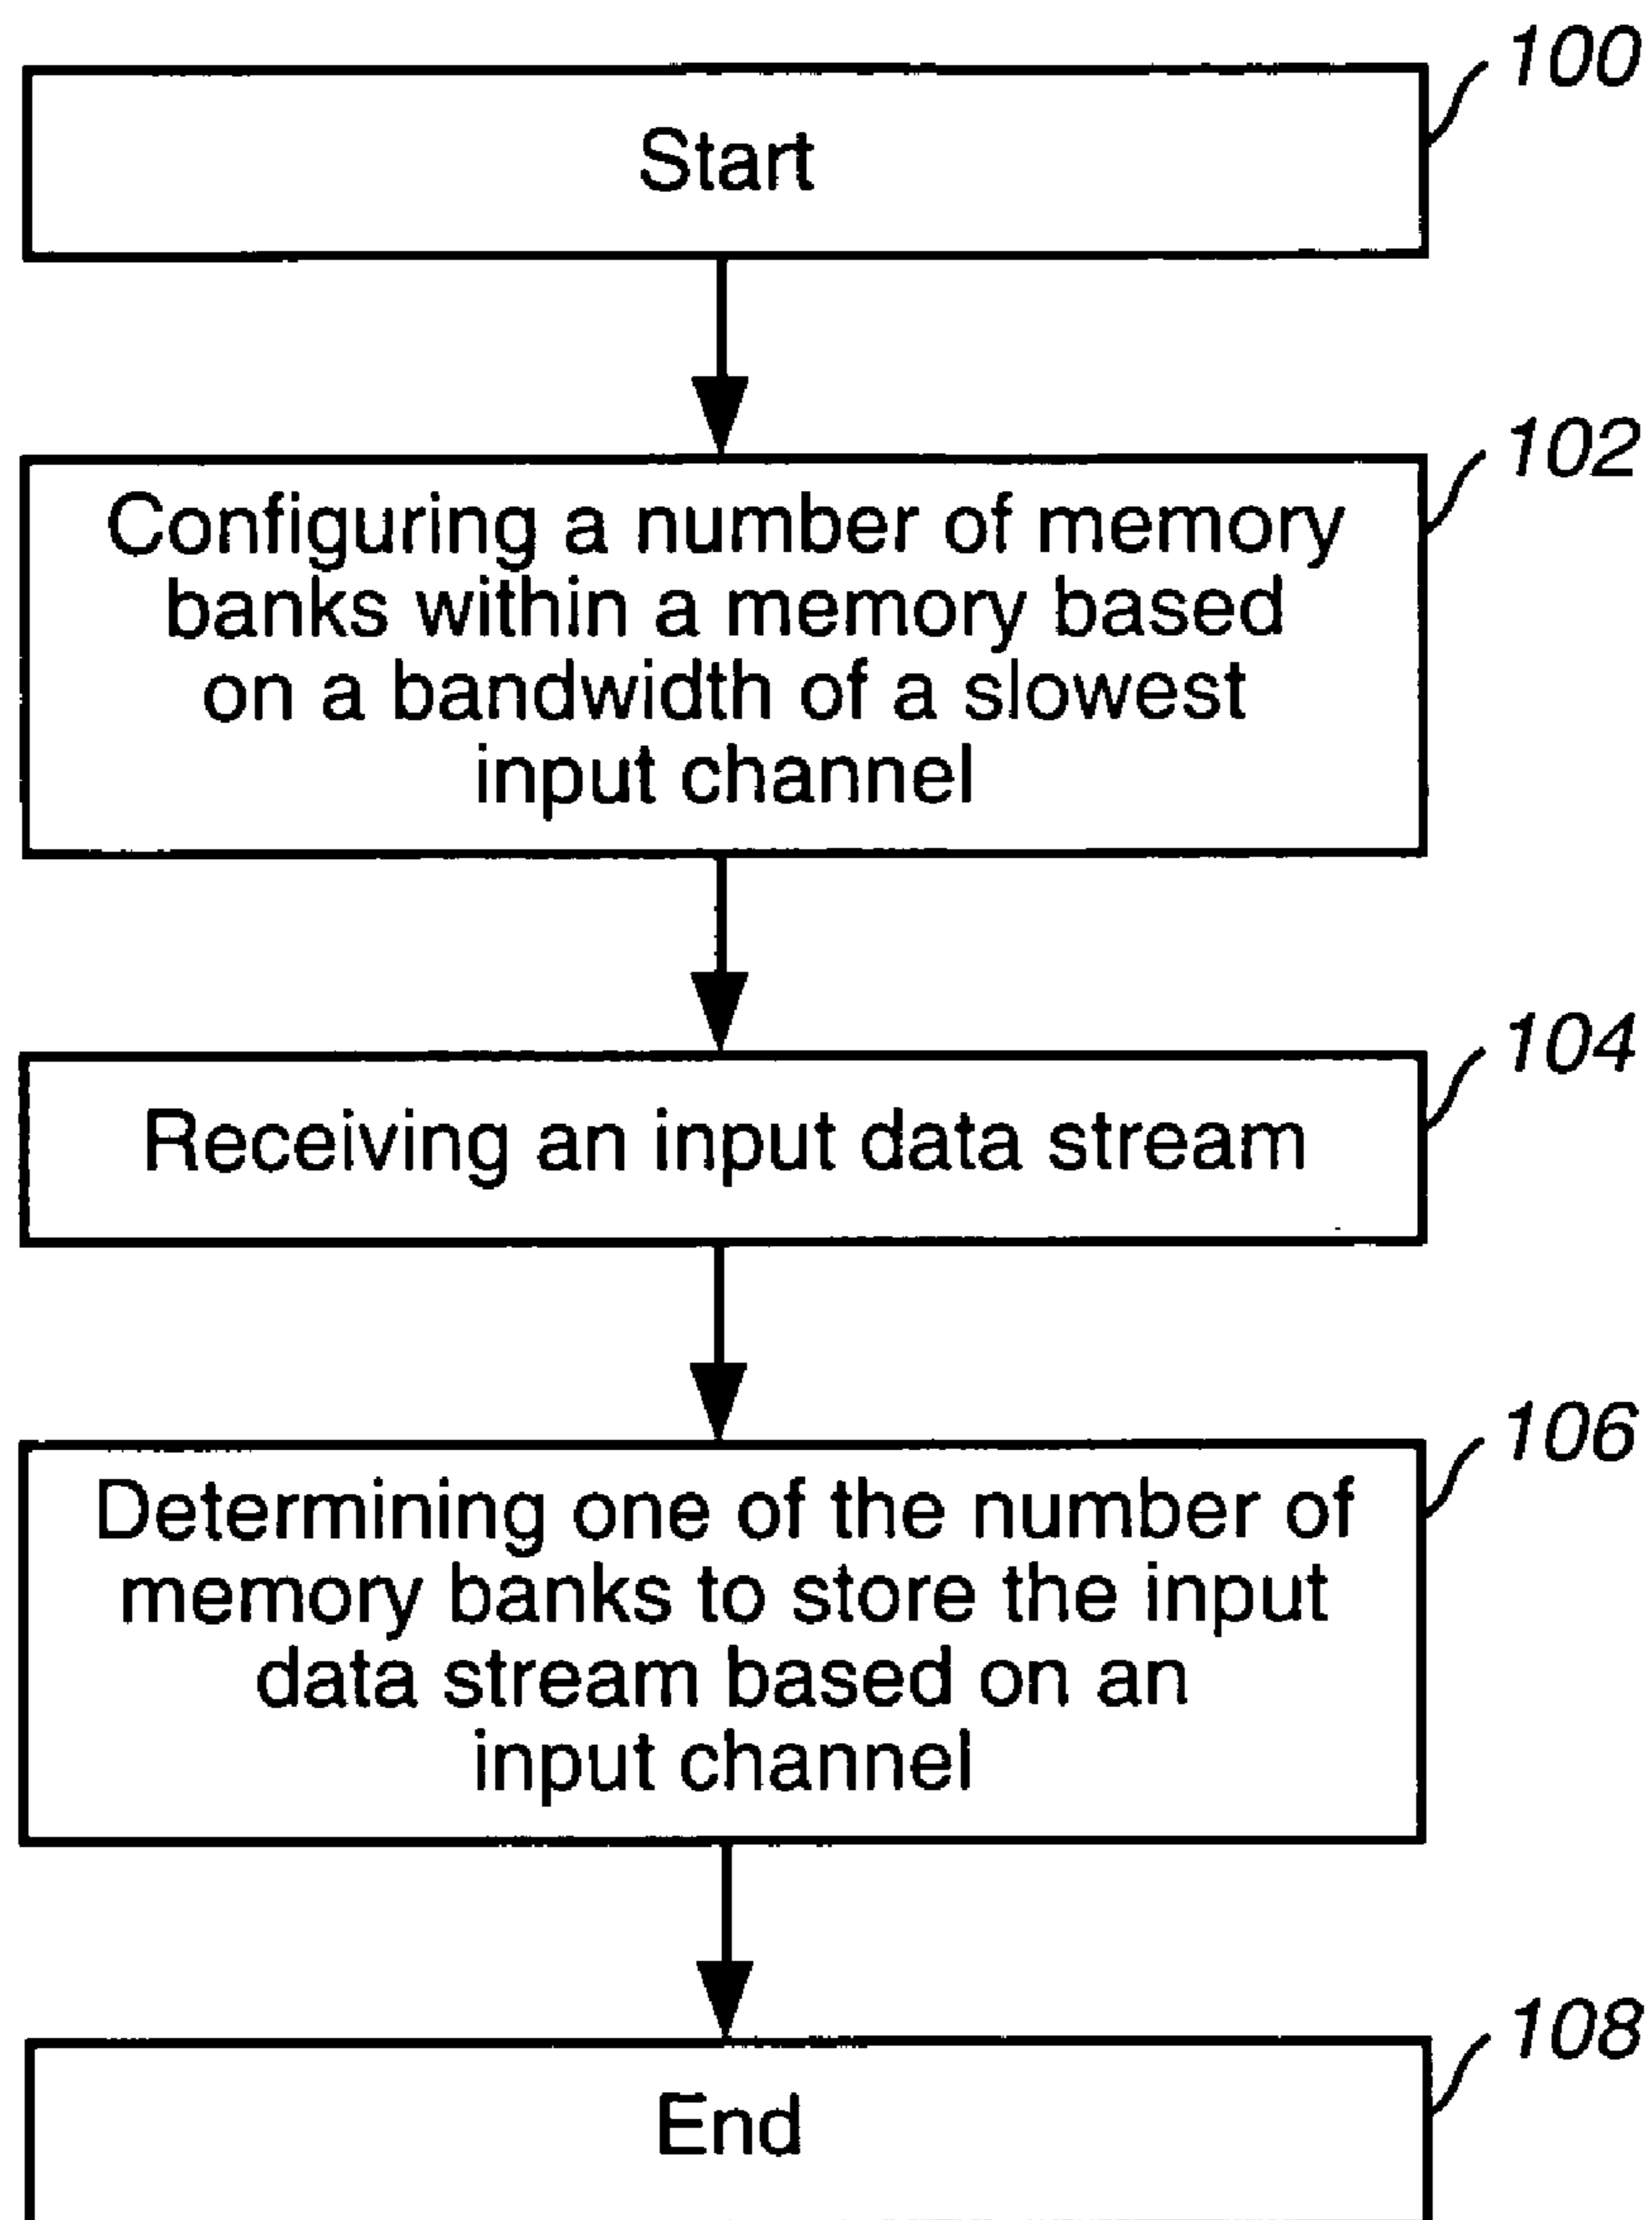 100
Start
102
Configuring a number of memory
banks within a memory based
on a bandwidth of a slowest
input channel
104
Receiving an input data stream
106
Determining one of the number of
memory banks to store the input
data stream based on an
input channel
108
End